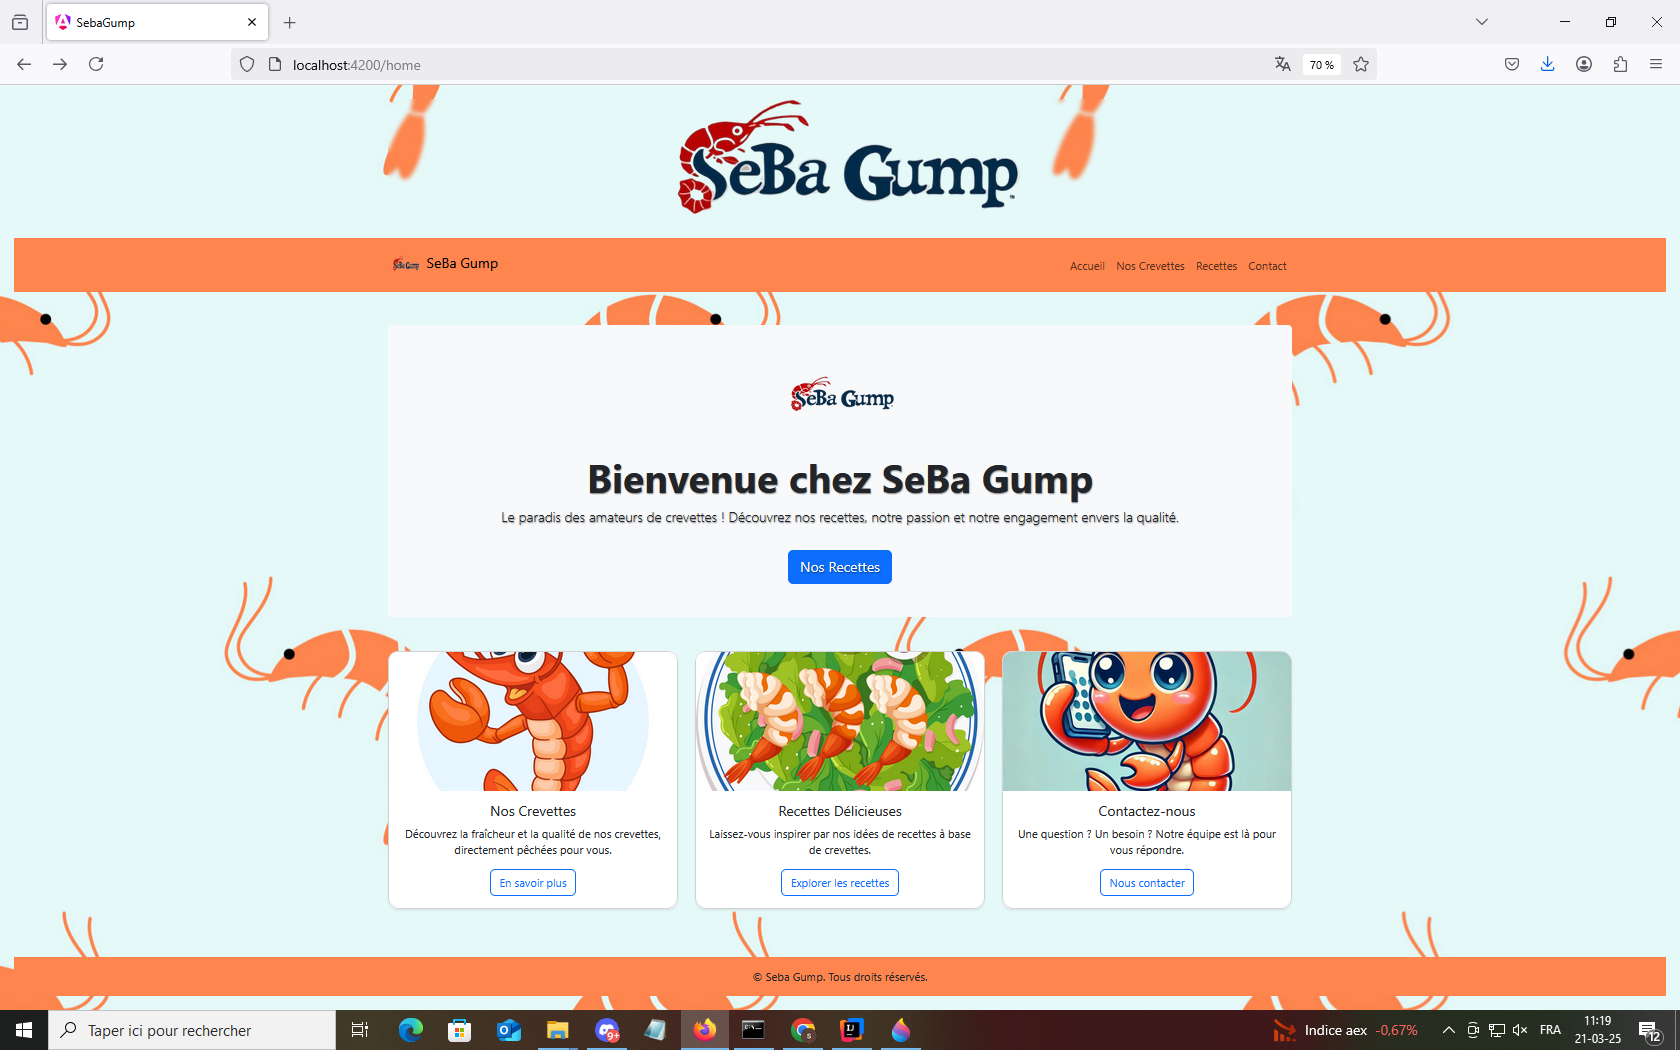 SebaGump
localhost:4200/home
70 %
SeBa Gump™
SeBa Gump
SeBa Gump
Accueil
Nos Crevettes
Recettes
Contact
SeBa Gump
Bienvenue chez SeBa Gump
Le paradis des amateurs de crevettes ! Découvrez nos recettes, notre passion et notre engagement envers la qualité.
Nos Recettes
Nos Crevettes
Découvrez la fraîcheur et la qualité de nos crevettes,
directement pêchées pour vous.
En savoir plus
Recettes Délicieuses
Laissez-vous inspirer par nos idées de recettes à base
de crevettes.
Explorer les recettes
Contactez-nous
Une question ? Un besoin ? Notre équipe est là pour
vous répondre.
Nous contacter
© Seba Gump. Tous droits réservés.
Taper ici pour rechercher
9+
Indice aex -0,67%
FRA
11:19
21-03-25
12